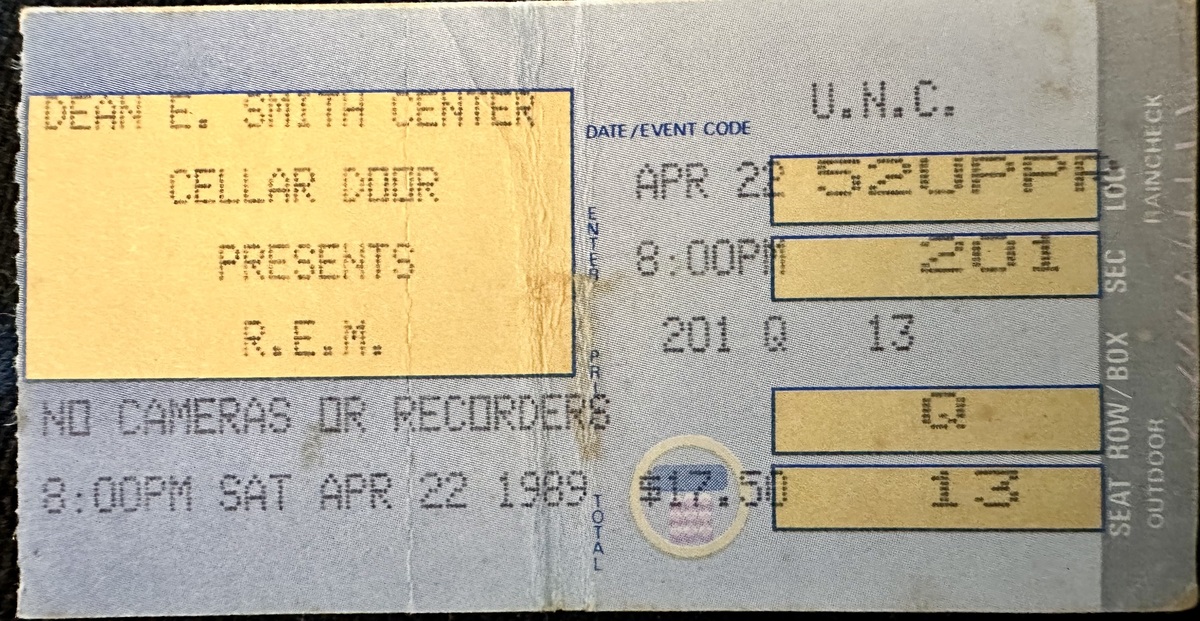 DEAN E. SMITH CENTER
CELLAR DOOR
PRESENTS
R.E.M.
NO CAMERAS OR RECORDERS
8:00PM SAT APR 22 1989
ENTER PRICE TOTAL
U.N.C.
DATE/EVENT CODE
APR 22
8:00PM
201 Q 13
$17.50
52UPPR
201
Q
13
SEAT ROW/BOX SEC LOC
OUTDOOR RAINCHECK